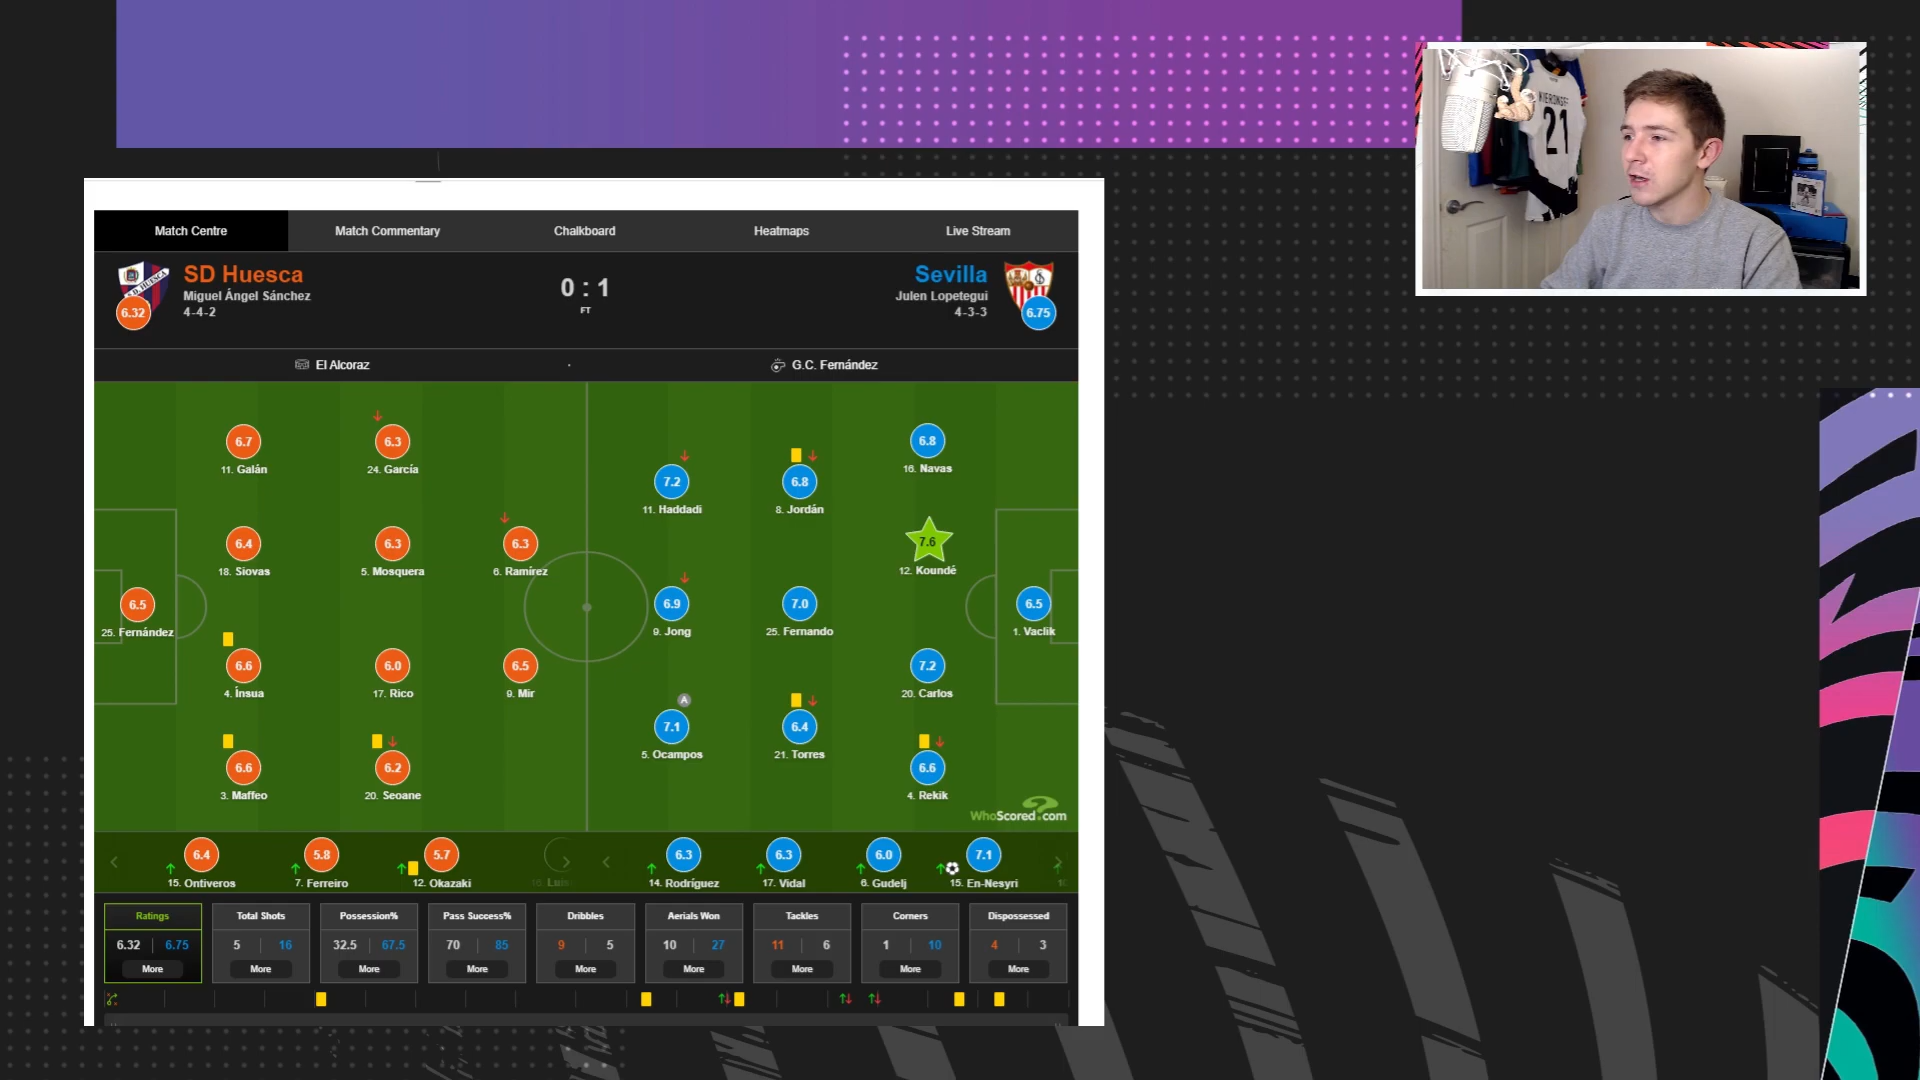 Match Centre
Match Commentary
Chalkboard
Heatmaps
Live Stream
SD Huesca
Miguel Ángel Sánchez
4-4-2
6.32
0 : 1
FT
Sevilla
Julen Lopetegui
4-3-3
6.75
El Alcoraz
G.C. Fernández
6.7
11. Galán
6.3
24. García
6.4
18. Siovas
6.3
5. Mosquera
6.3
6. Ramírez
6.5
25. Fernández
6.6
4. Ínsua
6.0
17. Rico
6.5
9. Mir
6.6
3. Maffeo
6.2
20. Seoane
7.2
11. Haddadi
6.8
8. Jordán
6.8
16. Navas
7.6
12. Koundé
6.9
9. Jong
7.0
25. Fernando
6.5
1. Vaclik
7.2
20. Carlos
A
7.1
5. Ocampos
6.4
21. Torres
6.6
4. Rekik
WhoScored.com
6.4
15. Ontiveros
5.8
7. Ferreiro
5.7
12. Okazaki
6.3
14. Rodríguez
6.3
17. Vidal
6.0
6. Gudelj
7.1
15. En-Nesyri
Ratings
6.32 6.75
More
Total Shots
5 16
More
Possession%
32.5 67.5
More
Pass Success%
70 85
More
Dribbles
9 5
More
Aerials Won
10 27
More
Tackles
11 6
More
Corners
1 10
More
Dispossessed
4 3
More
21